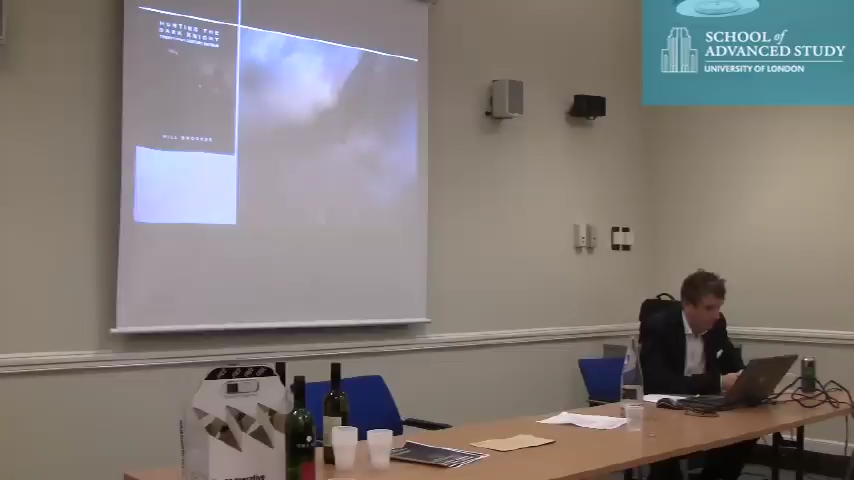 HUNTING THE
DARK KNIGHT
WILL BROOKER
SCHOOL of
ADVANCED STUDY
UNIVERSITY OF LONDON